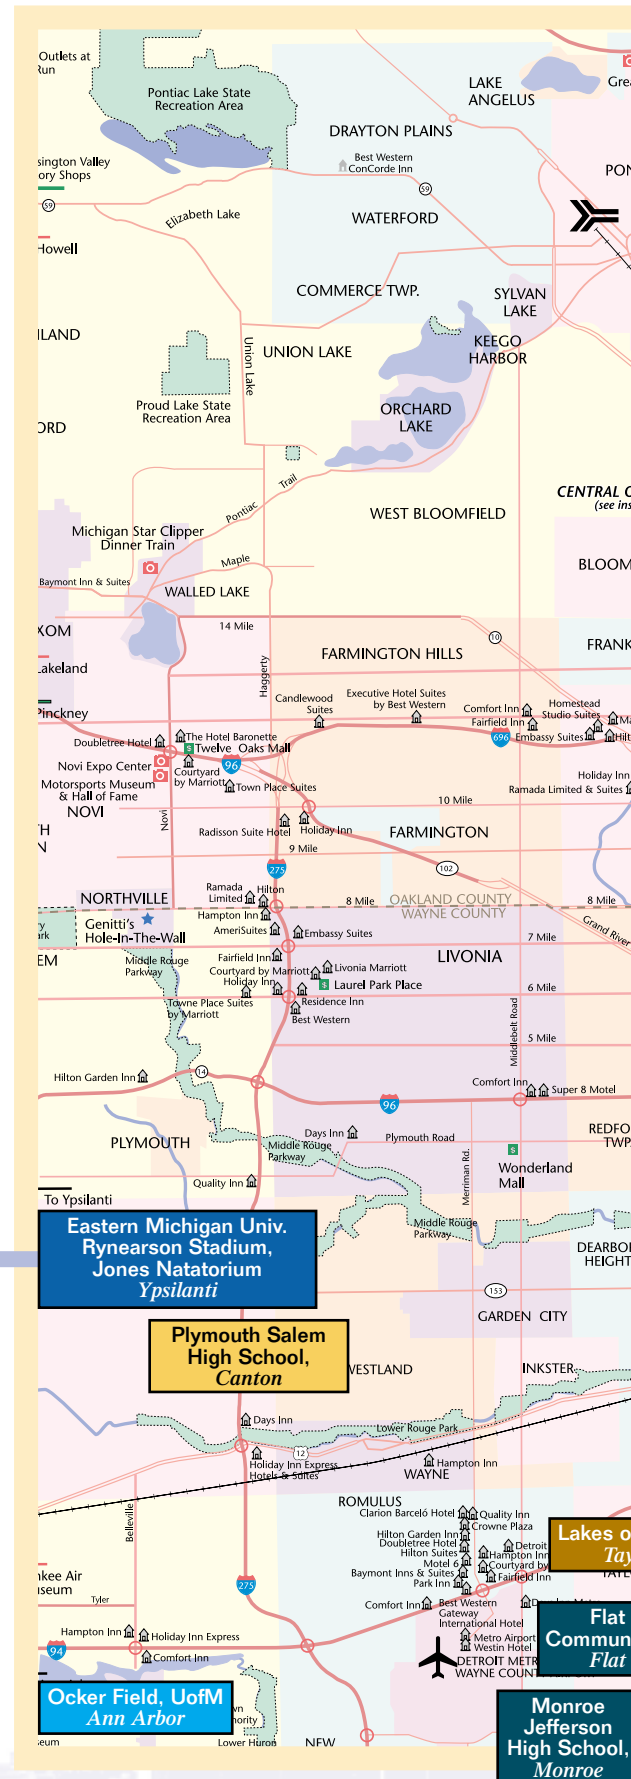 Outlets at
Run
Pontiac Lake State
Recreation Area
LAKE
ANGELUS
Grea
DRAYTON PLAINS
Best Western
ConCorde Inn
sington Valley
ory Shops
PON
59
59
Elizabeth Lake
WATERFORD
Howell
COMMERCE TWP.
SYLVAN
LAKE
ILAND
Union Lake
UNION LAKE
KEEGO
HARBOR
Proud Lake State
Recreation Area
ORCHARD
LAKE
ORD
Trail
Pontiac
CENTRAL O
(see ins
WEST BLOOMFIELD
Michigan Star Clipper
Dinner Train
Maple
BLOOM
Baymont Inn & Suites
WALLED LAKE
14 Mile
XOM
10
FRANK
FARMINGTON HILLS
Lakeland
Haggerty
Candlewood
Suites
Executive Hotel Suites
by Best Western
Comfort Inn
Homestead
Studio Suites
Pinckney
Fairfield Inn
Ma
Doubletree Hotel
The Hotel Baronette
Twelve Oaks Mall
696
Embassy Suites
Hilt
Novi Expo Center
96
Courtyard
by Marriott
Motorsports Museum
& Hall of Fame
Town Place Suites
Holiday Inn
Ramada Limited & Suites
NOVI
Novi
10 Mile
TH
N
Radisson Suite Hotel
Holiday Inn
FARMINGTON
9 Mile
275
102
NORTHVILLE
Ramada
Limited
Hilton
8 Mile
OAKLAND COUNTY
WAYNE COUNTY
8 Mile
Hampton Inn
Genitti's
Hole-In-The-Wall
ry
ark
AmeriSuites
Embassy Suites
7 Mile
Grand River
EM
Middle Rouge
Parkway
Fairfield Inn
LIVONIA
Courtyard by Marriott
Livonia Marriott
Holiday Inn
Laurel Park Place
6 Mile
Towne Place Suites
by Marriott
Residence Inn
Best Western
Middlebelt Road
5 Mile
Hilton Garden Inn
14
Comfort Inn
Super 8 Motel
96
PLYMOUTH
Days Inn
Middle Rouge
Parkway
Plymouth Road
REDFO
TWP.
Quality Inn
Merriman Rd.
Wonderland
Mall
To Ypsilanti
Eastern Michigan Univ.
Rynearson Stadium,
Jones Natatorium
Ypsilanti
Middle Rouge
Parkway
DEARBO
HEIGHT
153
GARDEN CITY
Plymouth Salem
High School,
Canton
WESTLAND
INKSTER
Days Inn
Lower Rouge Park
12
Holiday Inn Express
Hotels & Suites
Hampton Inn
WAYNE
ROMULUS
Belleville
Clarion Barceló Hotel
Quality Inn
Crowne Plaza
Hilton Garden Inn
Doubletree Hotel
Hilton Suites
Detroit
Hampton Inn
Motel 6
Courtyard by
Baymont Inns & Suites
Fairfield Inn
Park Inn
Lakes o
Tay
TAYL
nkee Air
useum
275
Tyler
Comfort Inn
Best Western
Gateway
International Hotel
Hampton Inn
Holiday Inn Express
94
Comfort Inn
Metro Airport
Westin Hotel
DETROIT METR
WAYNE COUNTY
Flat
Commun
Flat
Ocker Field, UofM
Ann Arbor
wn
hority
Lower Huron
seum
NEW
Monroe
Jefferson
High School,
Monroe